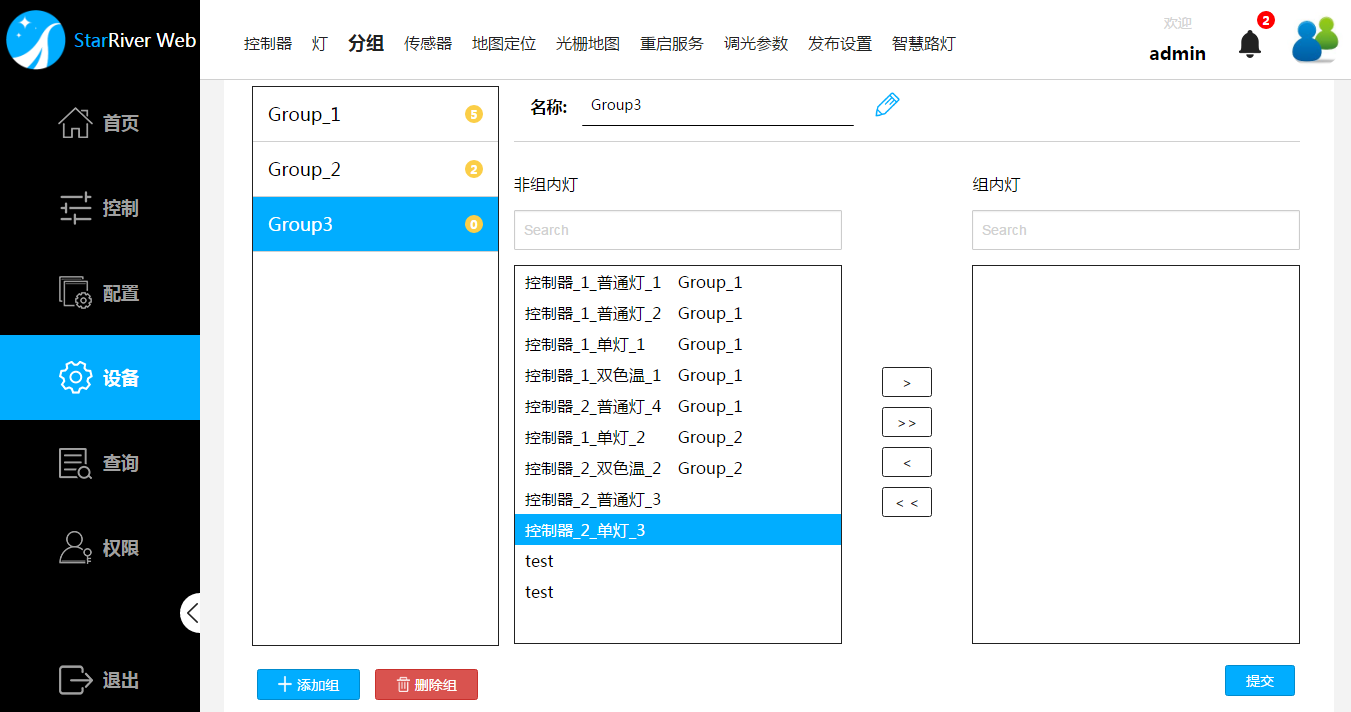 StarRiver Web
首页
控制
配置
设备
查询
权限
退出
控制器 灯 分组 传感器 地图定位 光栅地图 重启服务 调光参数 发布设置 智慧路灯
欢迎
admin
2
Group_1 5
Group_2 2
Group3 0
添加组
删除组
名称: Group3
非组内灯
Search
控制器_1_普通灯_1 Group_1
控制器_1_普通灯_2 Group_1
控制器_1_单灯_1 Group_1
控制器_1_双色温_1 Group_1
控制器_2_普通灯_4 Group_1
控制器_1_单灯_2 Group_2
控制器_2_双色温_2 Group_2
控制器_2_普通灯_3
控制器_2_单灯_3
test
test
>
>>
<
< <
组内灯
Search
提交